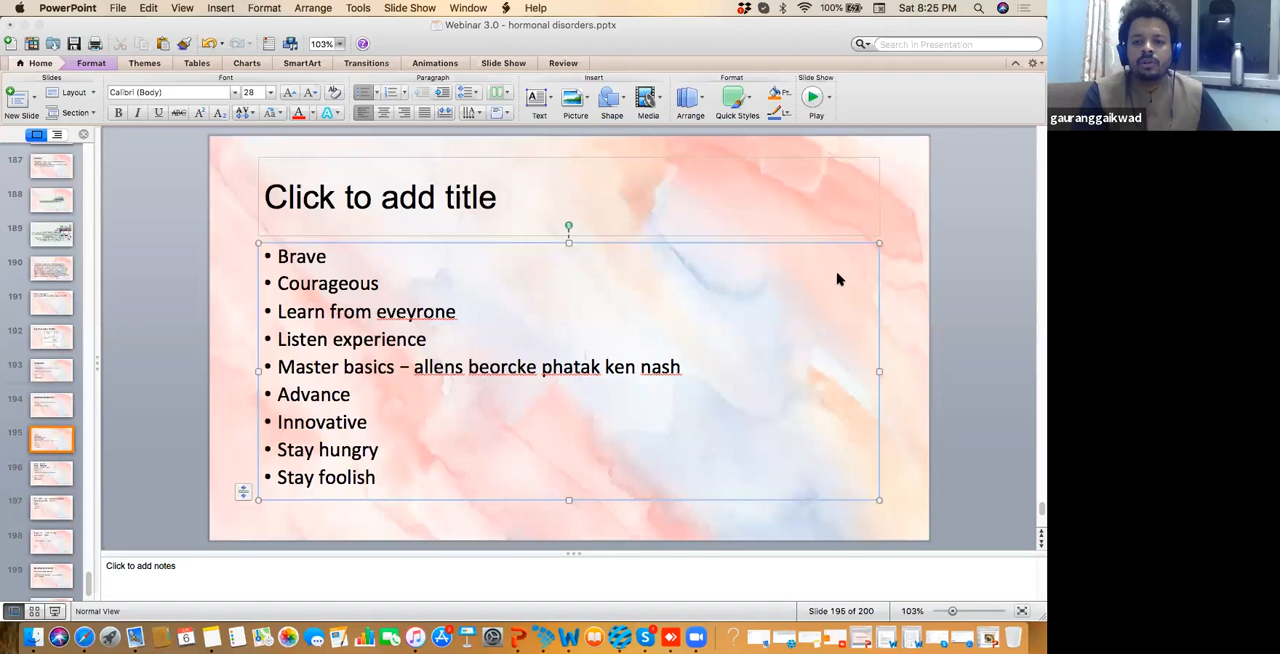 PowerPoint File Edit View Insert Format Arrange Tools Slide Show Window Help 100% Sat 8:25 PM
Webinar 3.0 - hormonal disorders.pptx
103% Search in Presentation
Home Format Themes Tables Charts SmartArt Transitions Animations Slide Show Review
Slides Font Paragraph Insert Format Slide Show
Layout Calibri (Body) 28
New Slide Section B I U ABC A² A₂ Aa A A Text Picture Shape Media Arrange Quick Styles Play
187
188
189
190
191
192
193
194
195
196
197
198
199
Click to add title
• Brave
• Courageous
• Learn from eveyrone
• Listen experience
• Master basics – allens beorcke phatak ken nash
• Advance
• Innovative
• Stay hungry
• Stay foolish
Click to add notes
Normal View Slide 195 of 200 103%
gauranggaikwad